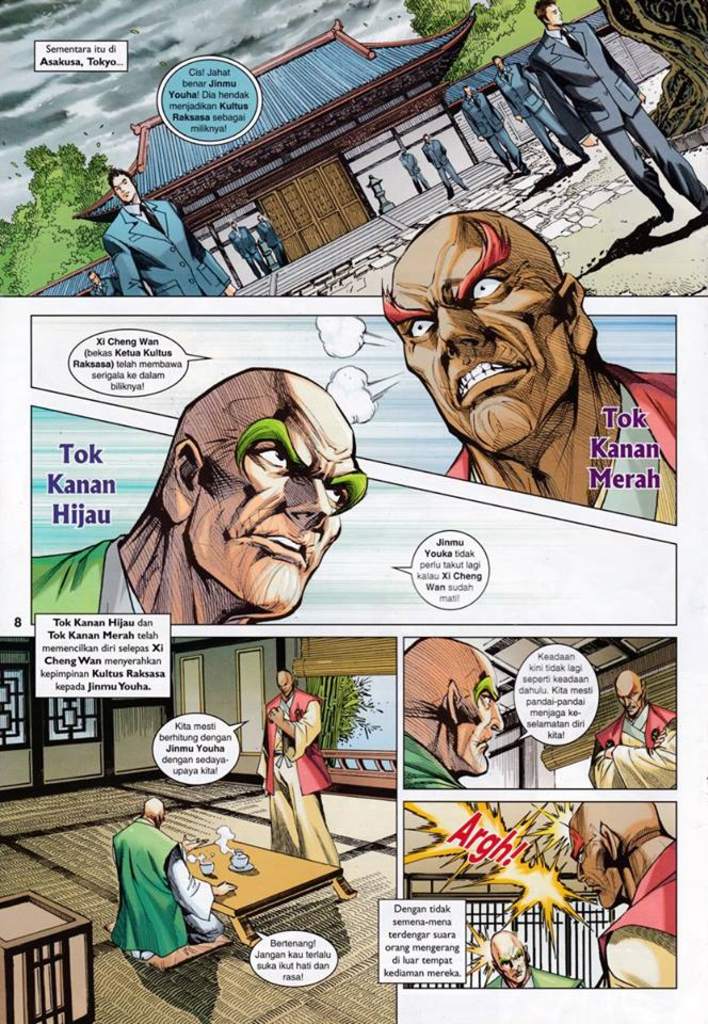 Sementara itu di
Asakusa, Tokyo...
Cis! Jahat
benar Jinmu
Youha! Dia hendak
menjadikan Kultus
Raksasa sebagai
miliknya!
Xi Cheng Wan
(bekas Ketua Kultus
Raksasa) telah membawa
serigala ke dalam
biliknya!
Tok
Kanan
Merah
Tok
Kanan
Hijau
Jinmu
Youka tidak
perlu takut lagi
kalau Xi Cheng
Wan sudah
mati!
8
Tok Kanan Hijau dan
Tok Kanan Merah telah
memencilkan diri selepas Xi
Cheng Wan menyerahkan
kepimpinan Kultus Raksasa
kepada Jinmu Youha.
Kita mesti
berhitung dengan
Jinmu Youha
dengan sedaya-
upaya kita!
Bertenang!
Jangan kau terlalu
suka ikut hati dan
rasa!
Keadaan
kini tidak lagi
seperti keadaan
dahulu. Kita mesti
pandai-pandai
menjaga ke-
selamatan diri
kita!
Argh!
Dengan tidak
semena-mena
terdengar suara
orang mengerang
di luar tempat
kediaman mereka.